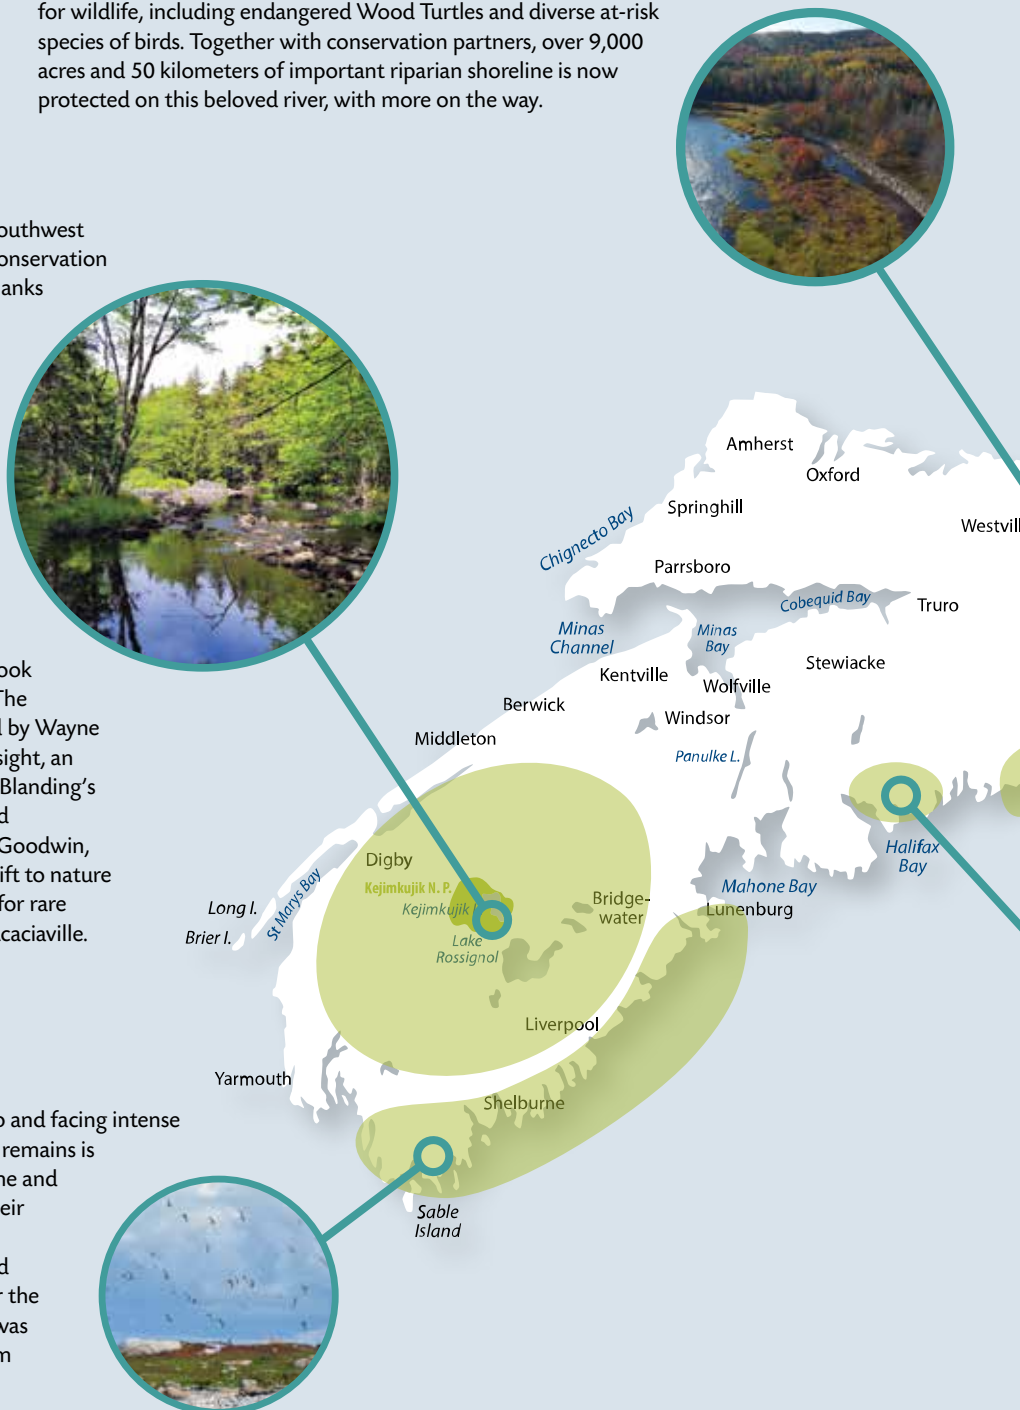 for wildlife, including endangered Wood Turtles and diverse at-risk
species of birds. Together with conservation partners, over 9,000
acres and 50 kilometers of important riparian shoreline is now
protected on this beloved river, with more on the way.
outhwest
onservation
anks
ook
The
d by Wayne
sight, an
Blanding's
d
Goodwin,
ift to nature
for rare
caciaville.
o and facing intense
remains is
ne and
eir
d
r the
was
m
Amherst
Oxford
Springhill
Westvill
Chignecto Bay
Parrsboro
Cobequid Bay
Truro
Minas
Channel
Minas
Bay
Stewiacke
Kentville
Wolfville
Berwick
Windsor
Middleton
Panulke L.
Digby
Halifax
Bay
Kejimkujik N. P.
Mahone Bay
Kejimkujik
Bridge-
water
Lunenburg
Long I.
St Marys Bay
Brier I.
Lake
Rossignol
Liverpool
Yarmouth
Shelburne
Sable
Island